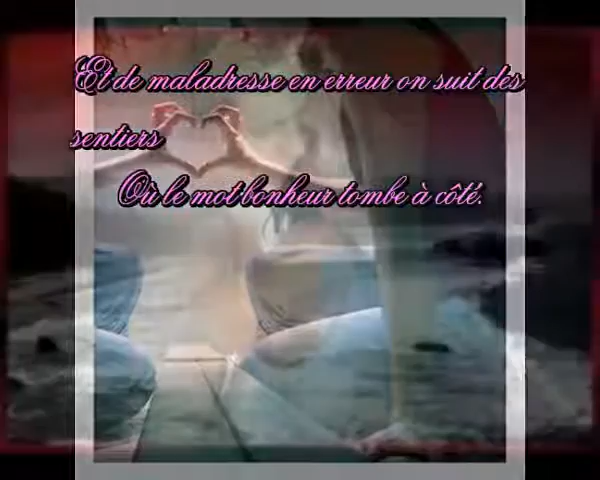 Et de maladresse en erreur on suit des
sentiers
Où le mot bonheur tombe à côté.